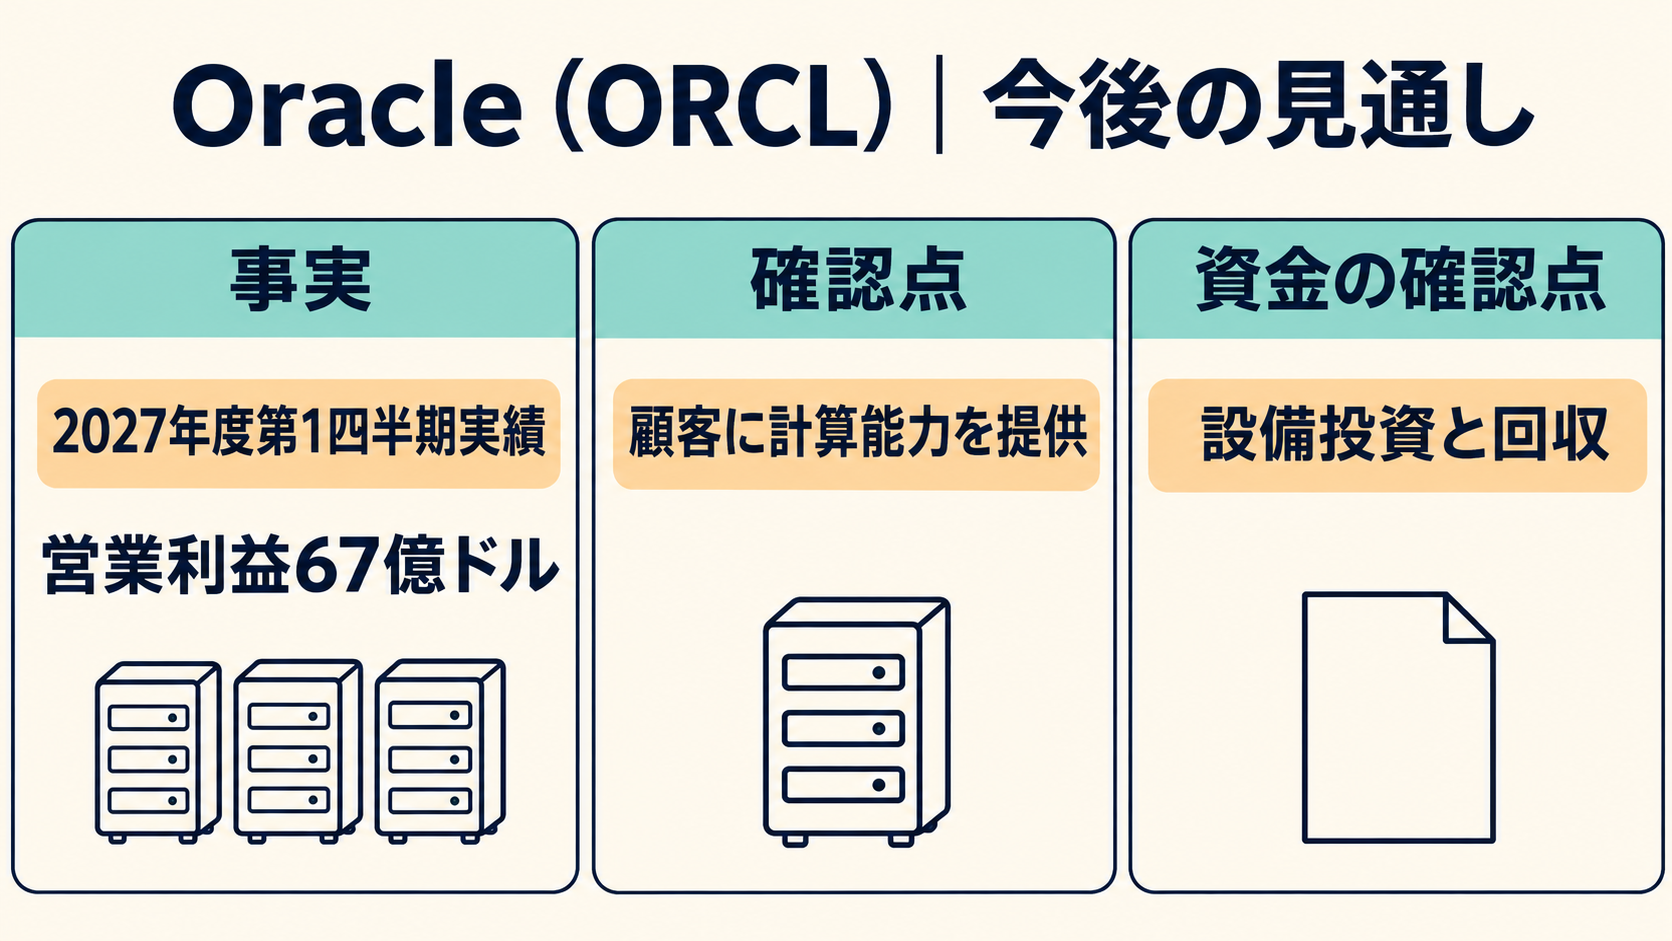 Oracle (ORCL)｜今後の見通し
事実
2027年度第1四半期実績
営業利益67億ドル
確認点
顧客に計算能力を提供
資金の確認点
設備投資と回収